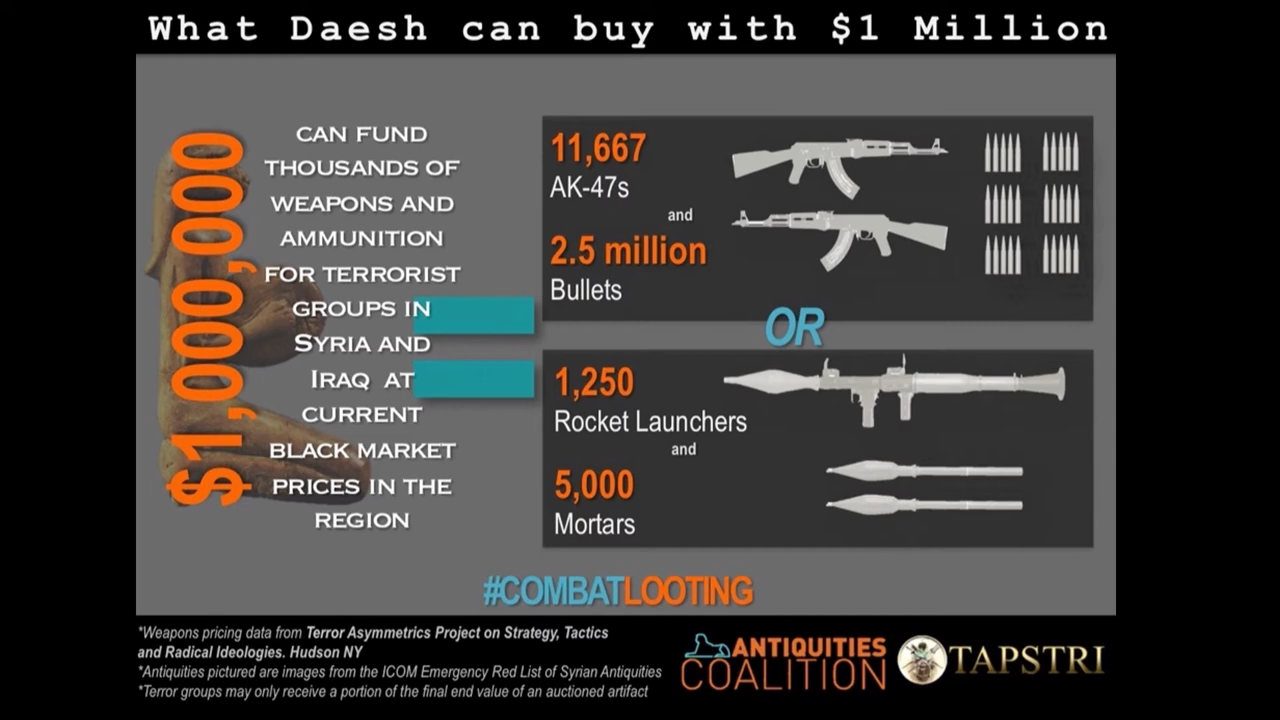 What Daesh can buy with $1 Million
$1,000,000
CAN FUND
THOUSANDS OF
WEAPONS AND
AMMUNITION
FOR TERRORIST
GROUPS IN
SYRIA AND
IRAQ AT
CURRENT
BLACK MARKET
PRICES IN THE
REGION
11,667
AK-47s
and
2.5 million
Bullets
OR
1,250
Rocket Launchers
and
5,000
Mortars
#COMBATLOOTING
*Weapons pricing data from Terror Asymmetrics Project on Strategy, Tactics
and Radical Ideologies. Hudson NY
*Antiquities pictured are images from the ICOM Emergency Red List of Syrian Antiquities
*Terror groups may only receive a portion of the final end value of an auctioned artifact
ANTIQUITIES
COALITION
TAPSTRI